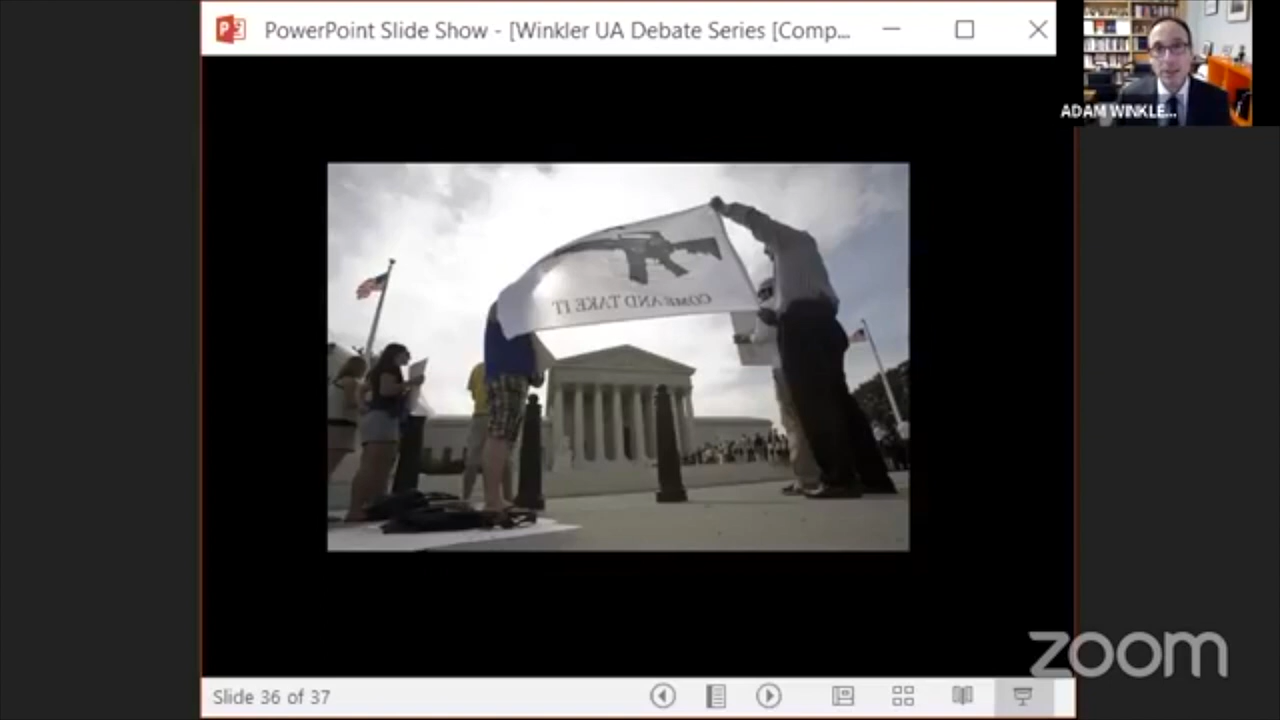 PowerPoint Slide Show - [Winkler UA Debate Series [Comp...
ADAM WINKLE...
COME AND TAKE IT
zoom
Slide 36 of 37